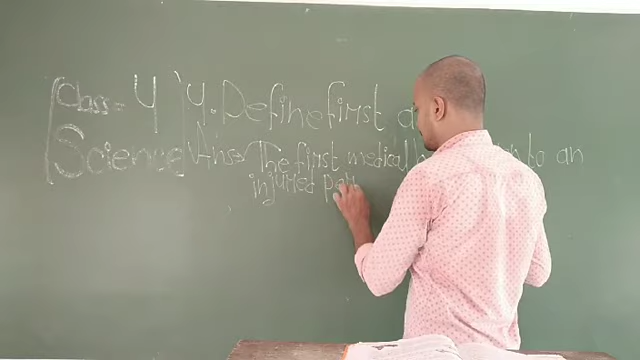 Class = 4
Science
4. Define first a
Ans= The first medical to an
injured p